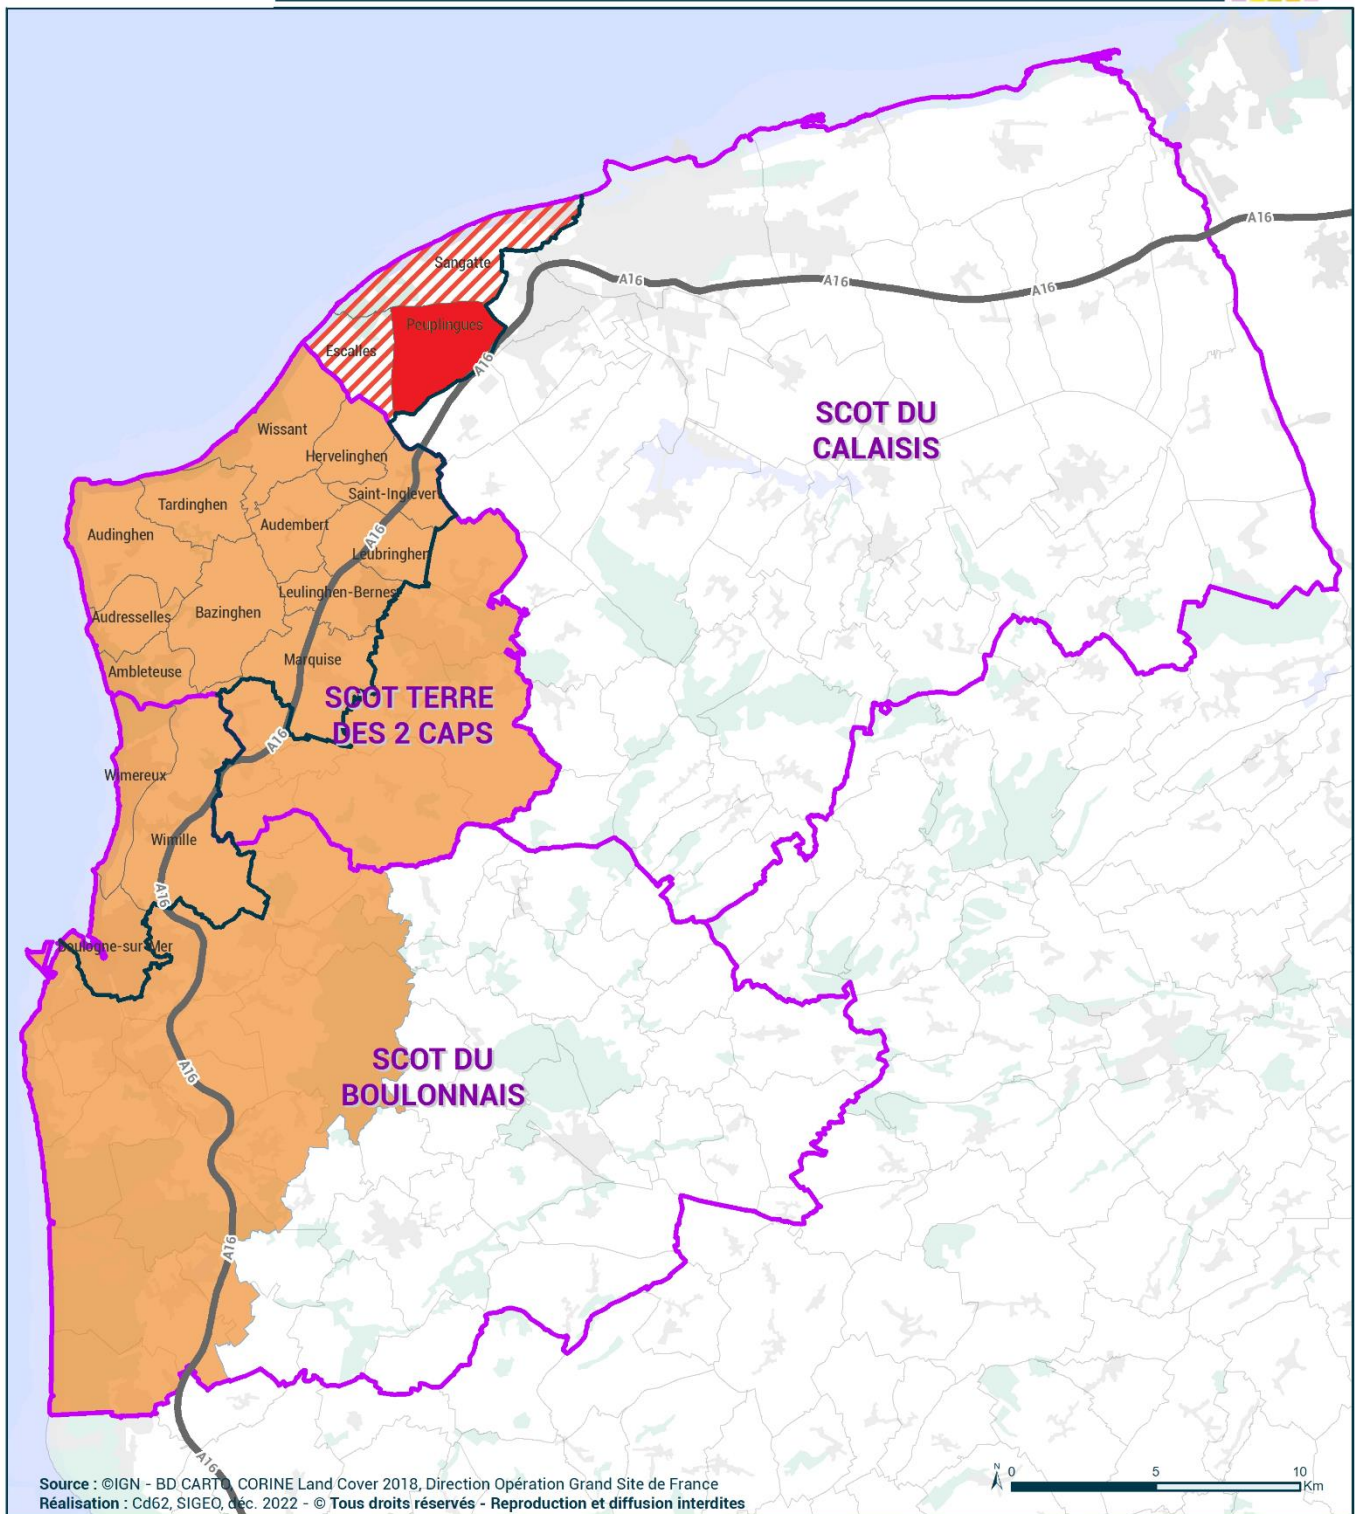 A16
Sangatte
A16
A16
A16
Peuplingues
Escalles
A16
SCOT DU
CALAISIS
Wissant
Hervelinghen
Saint-Inglevert
Tardinghen
Audembert
Audinghen
A16
Leubringhen
Leulinghen-Bernes
Bazinghen
Audresselles
Marquise
Ambleteuse
SCOT TERRE
DES 2 CAPS
A16
Wimereux
Wimille
A16
Boulogne-sur-Mer
SCOT DU
BOULONNAIS
A16
A16
A16
N
0 5 10
Km
Source : ©IGN - BD CARTO, CORINE Land Cover 2018, Direction Opération Grand Site de France
Réalisation : Cd62, SIGEO, déc. 2022 - © Tous droits réservés - Reproduction et diffusion interdites